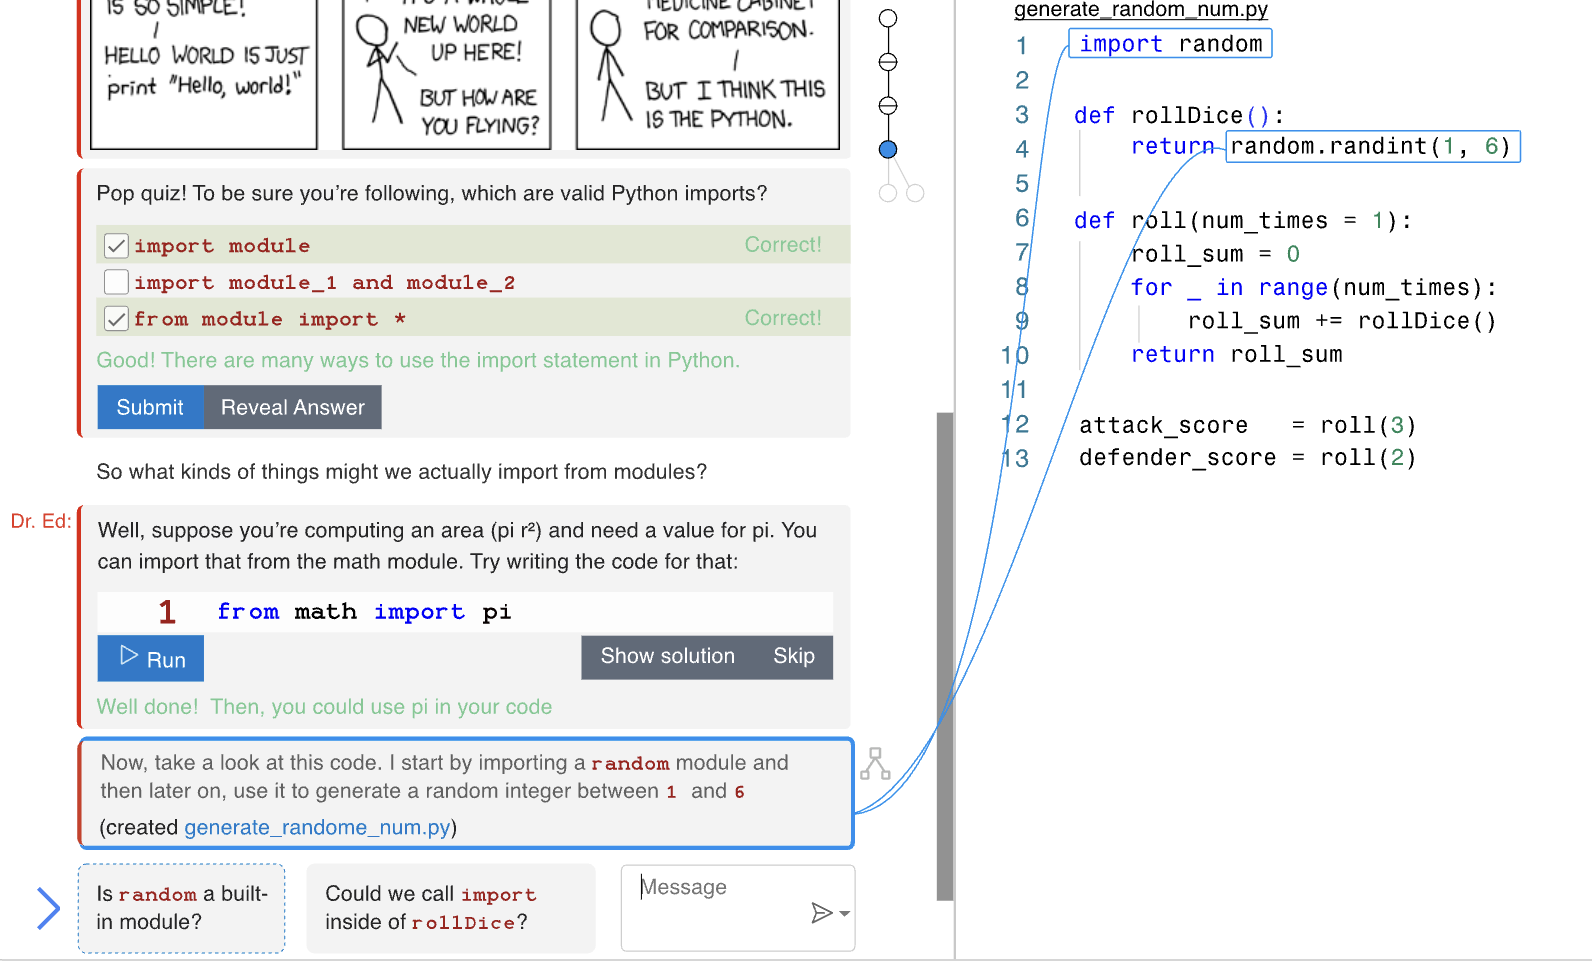 IS SO SIMPLE!
HELLO WORLD IS JUST
print "Hello, world!"
NEW WORLD
UP HERE!
BUT HOW ARE
YOU FLYING?
MEDICINE CABINET
FOR COMPARISON.
BUT I THINK THIS
IS THE PYTHON.
Pop quiz! To be sure you’re following, which are valid Python imports?
import module Correct!
import module_1 and module_2
from module import * Correct!
Good! There are many ways to use the import statement in Python.
Submit Reveal Answer
So what kinds of things might we actually import from modules?
Dr. Ed:
Well, suppose you’re computing an area (pi r²) and need a value for pi. You
can import that from the math module. Try writing the code for that:
1 from math import pi
Run Show solution Skip
Well done! Then, you could use pi in your code
Now, take a look at this code. I start by importing a random module and
then later on, use it to generate a random integer between 1 and 6
(created generate_randome_num.py)
Is random a built-
in module?
Could we call import
inside of rollDice?
Message
generate_random_num.py
1 import random
2
3 def rollDice():
4 return random.randint(1, 6)
5
6 def roll(num_times = 1):
7 roll_sum = 0
8 for _ in range(num_times):
9 roll_sum += rollDice()
10 return roll_sum
11
12 attack_score = roll(3)
13 defender_score = roll(2)